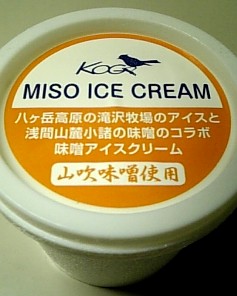 KOGA
MISO ICE CREAM
八ヶ岳高原の滝沢牧場のアイスと
浅間山麓小諸の味噌のコラボ
味噌アイスクリーム
山吹味噌使用